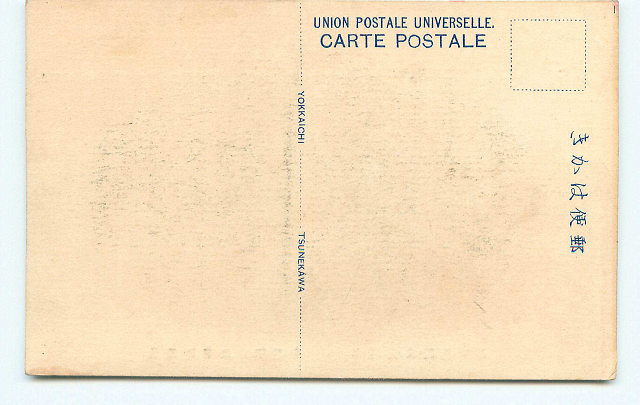 UNION POSTALE UNIVERSELLE.
CARTE POSTALE
YOKKAICHI
TSUNEKAWA
きかは便郵